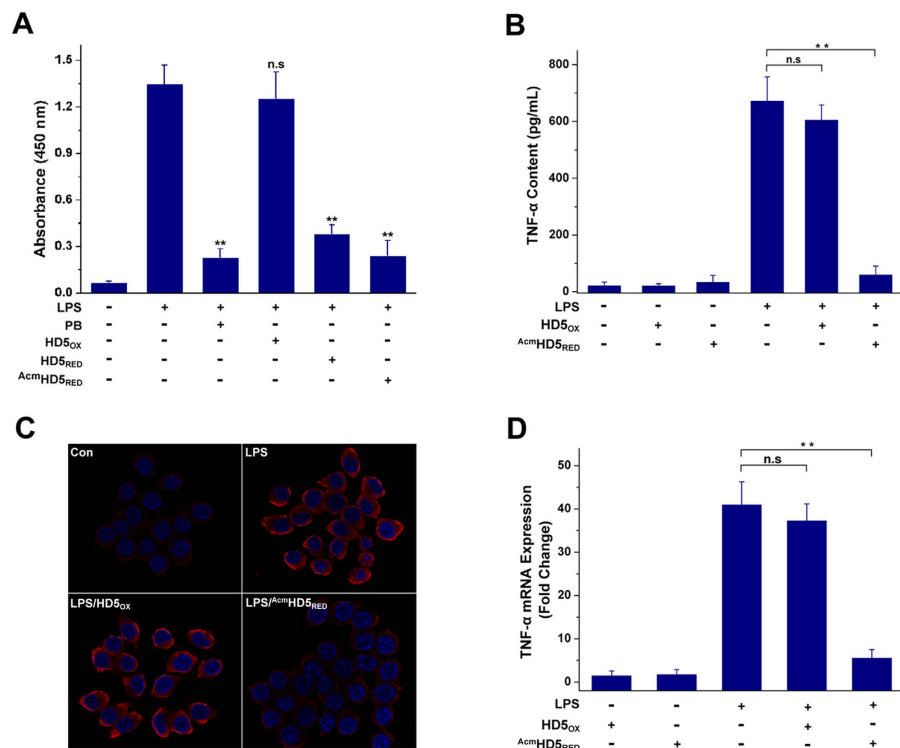 A
Absorbance (450 nm)
1.5
1.2
0.9
0.6
0.3
0.0
**
n.s
**
**
LPS - + + + + +
PB - - + - - -
HD5OX - - - + - -
HD5RED - - - - + -
AcmHD5RED - - - - - +
B
TNF-α Content (pg/mL)
800
600
400
200
0
**
n.s
LPS - - - + + +
HD5OX - + - - + -
AcmHD5RED - - + - - +
C
Con
LPS
LPS/HD5OX
LPS/AcmHD5RED
D
TNF-α mRNA Expression
(Fold Change)
50
40
30
20
10
0
**
n.s
LPS - - + + +
HD5OX + - - + -
AcmHD5RED - + - - +